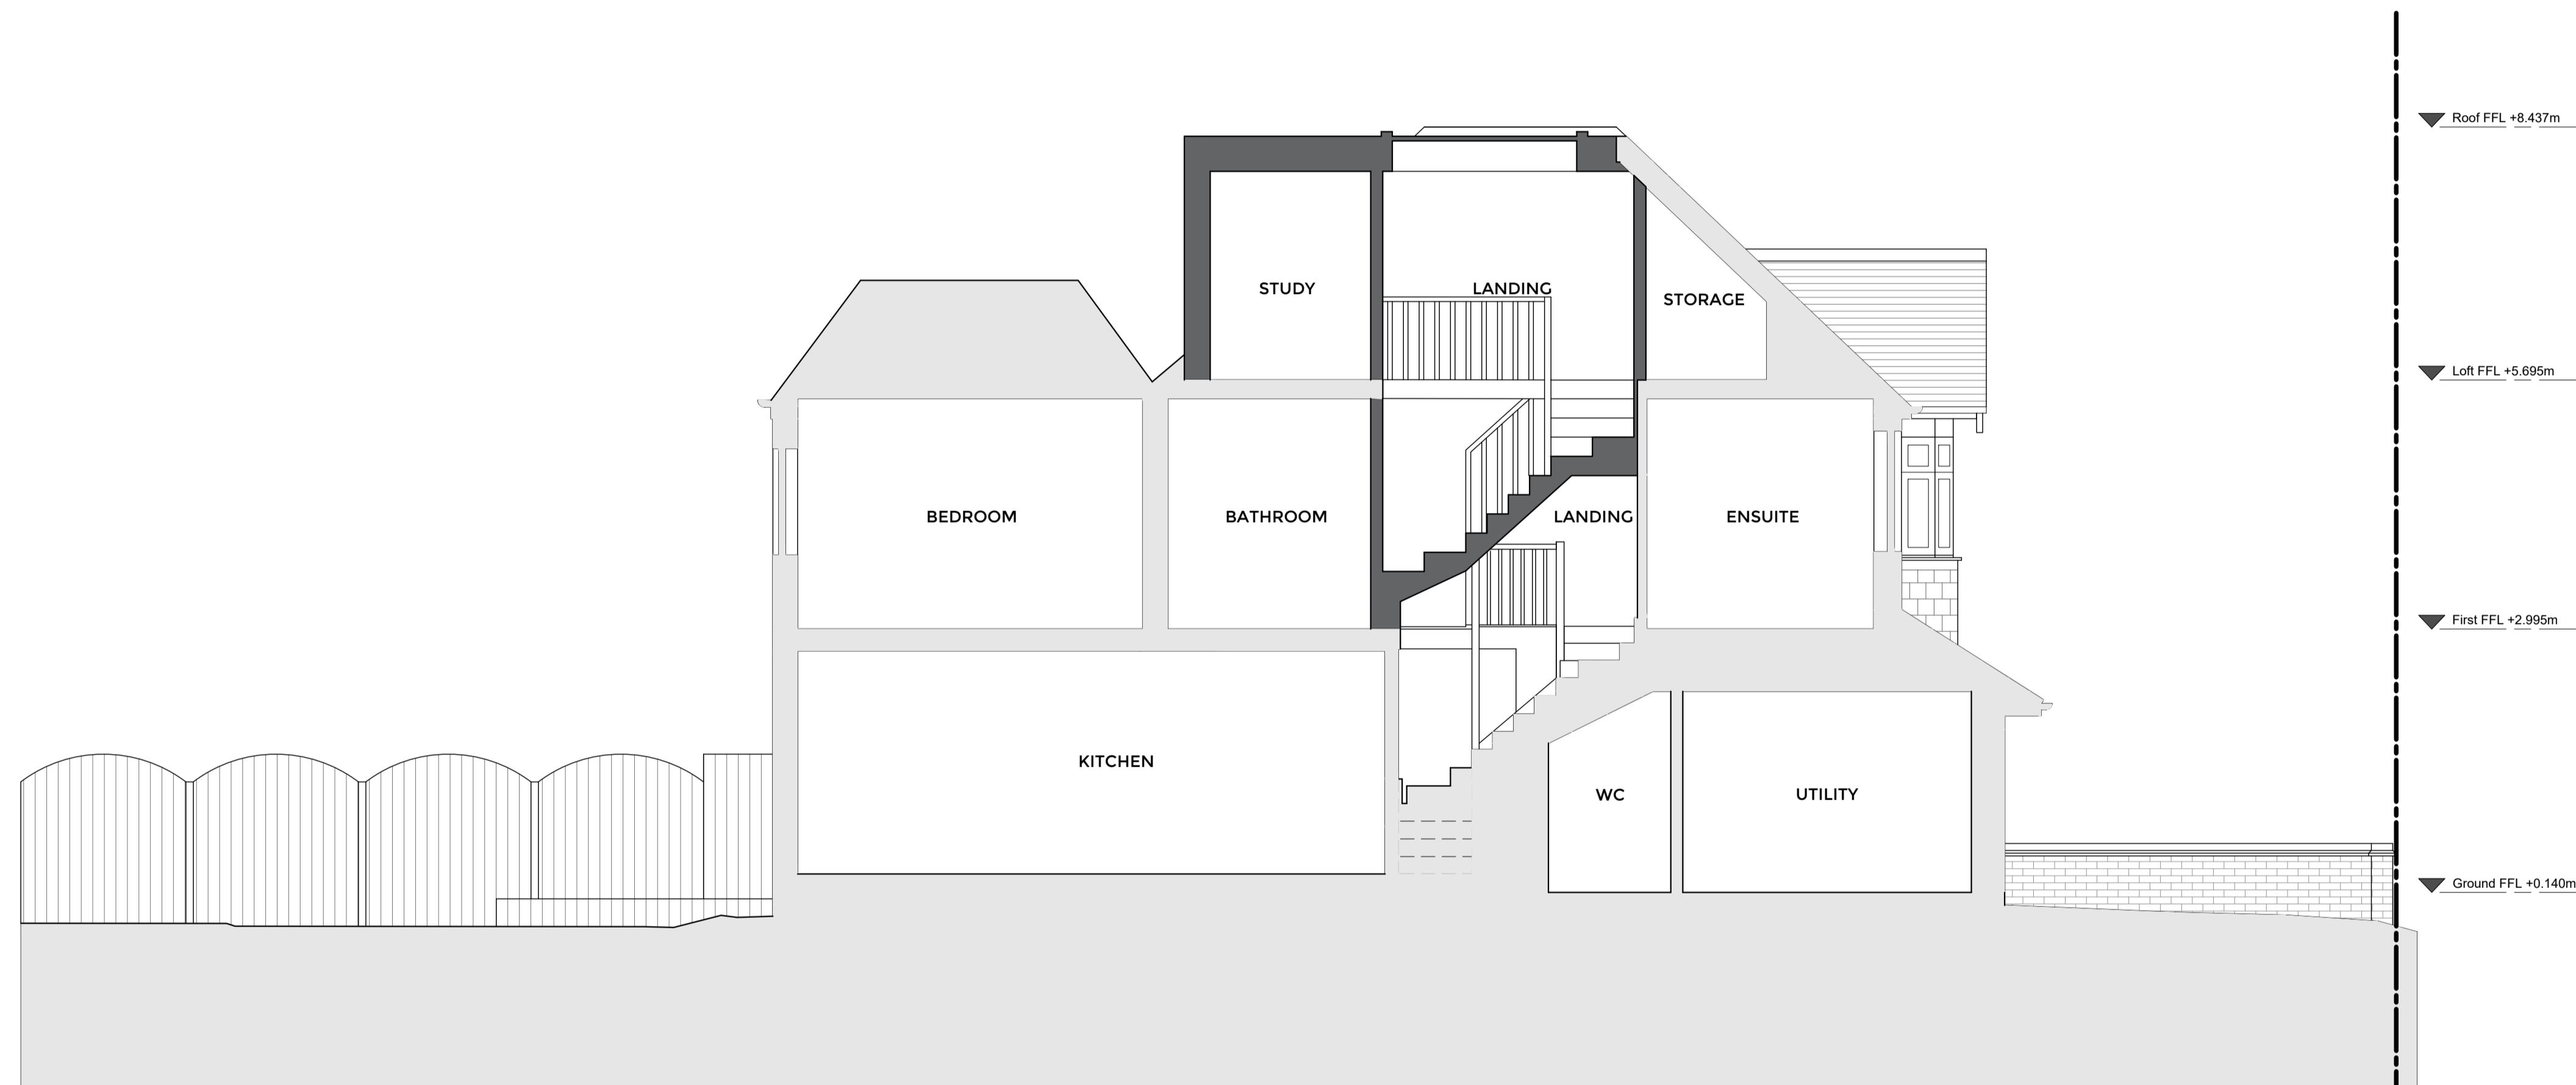 Roof FFL +8.437m
STUDY
LANDING
STORAGE
Loft FFL +5.695m
BEDROOM
BATHROOM
LANDING
ENSUITE
First FFL +2.995m
KITCHEN
WC
UTILITY
Ground FFL +0.140m